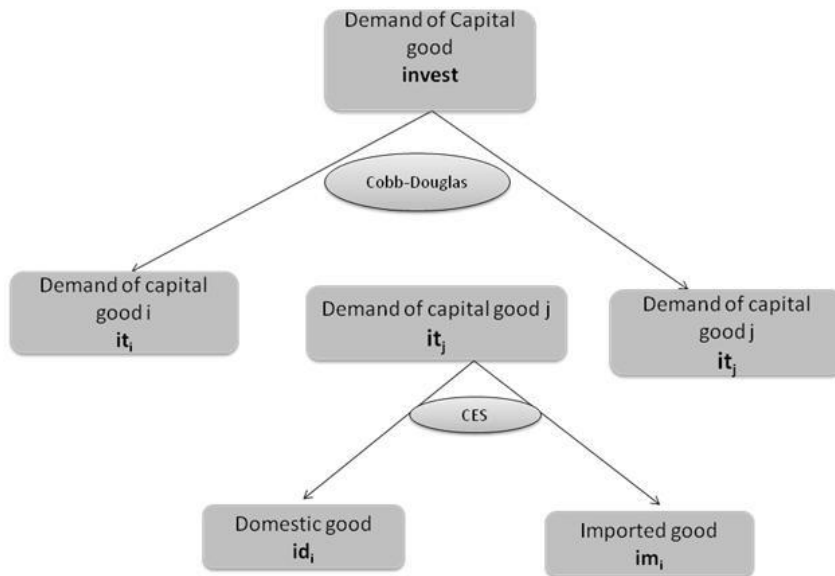 Demand of Capital
good
invest
Cobb-Douglas
Demand of capital
good i
itᵢ
Demand of capital good j
itⱼ
Demand of capital
good j
itⱼ
CES
Domestic good
idᵢ
Imported good
imᵢ